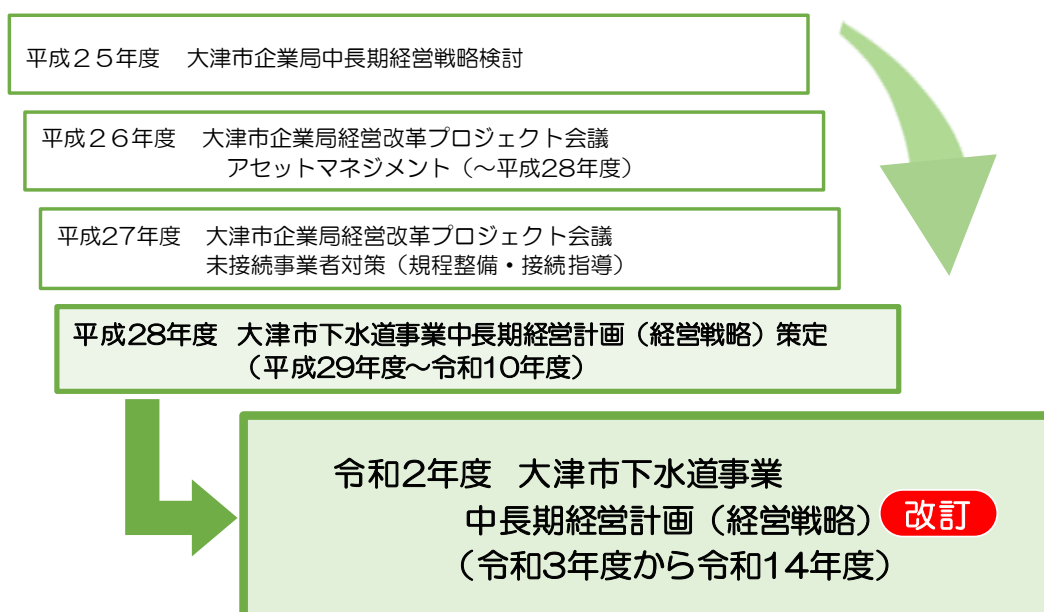 平成２５年度　大津市企業局中長期経営戦略検討
平成２６年度　大津市企業局経営改革プロジェクト会議
アセットマネジメント（～平成28年度）
平成27年度　大津市企業局経営改革プロジェクト会議
未接続事業者対策（規程整備・接続指導）
平成28年度　大津市下水道事業中長期経営計画（経営戦略）策定
（平成29年度～令和10年度）
令和2年度　大津市下水道事業
中長期経営計画（経営戦略）改訂
（令和3年度から令和14年度）